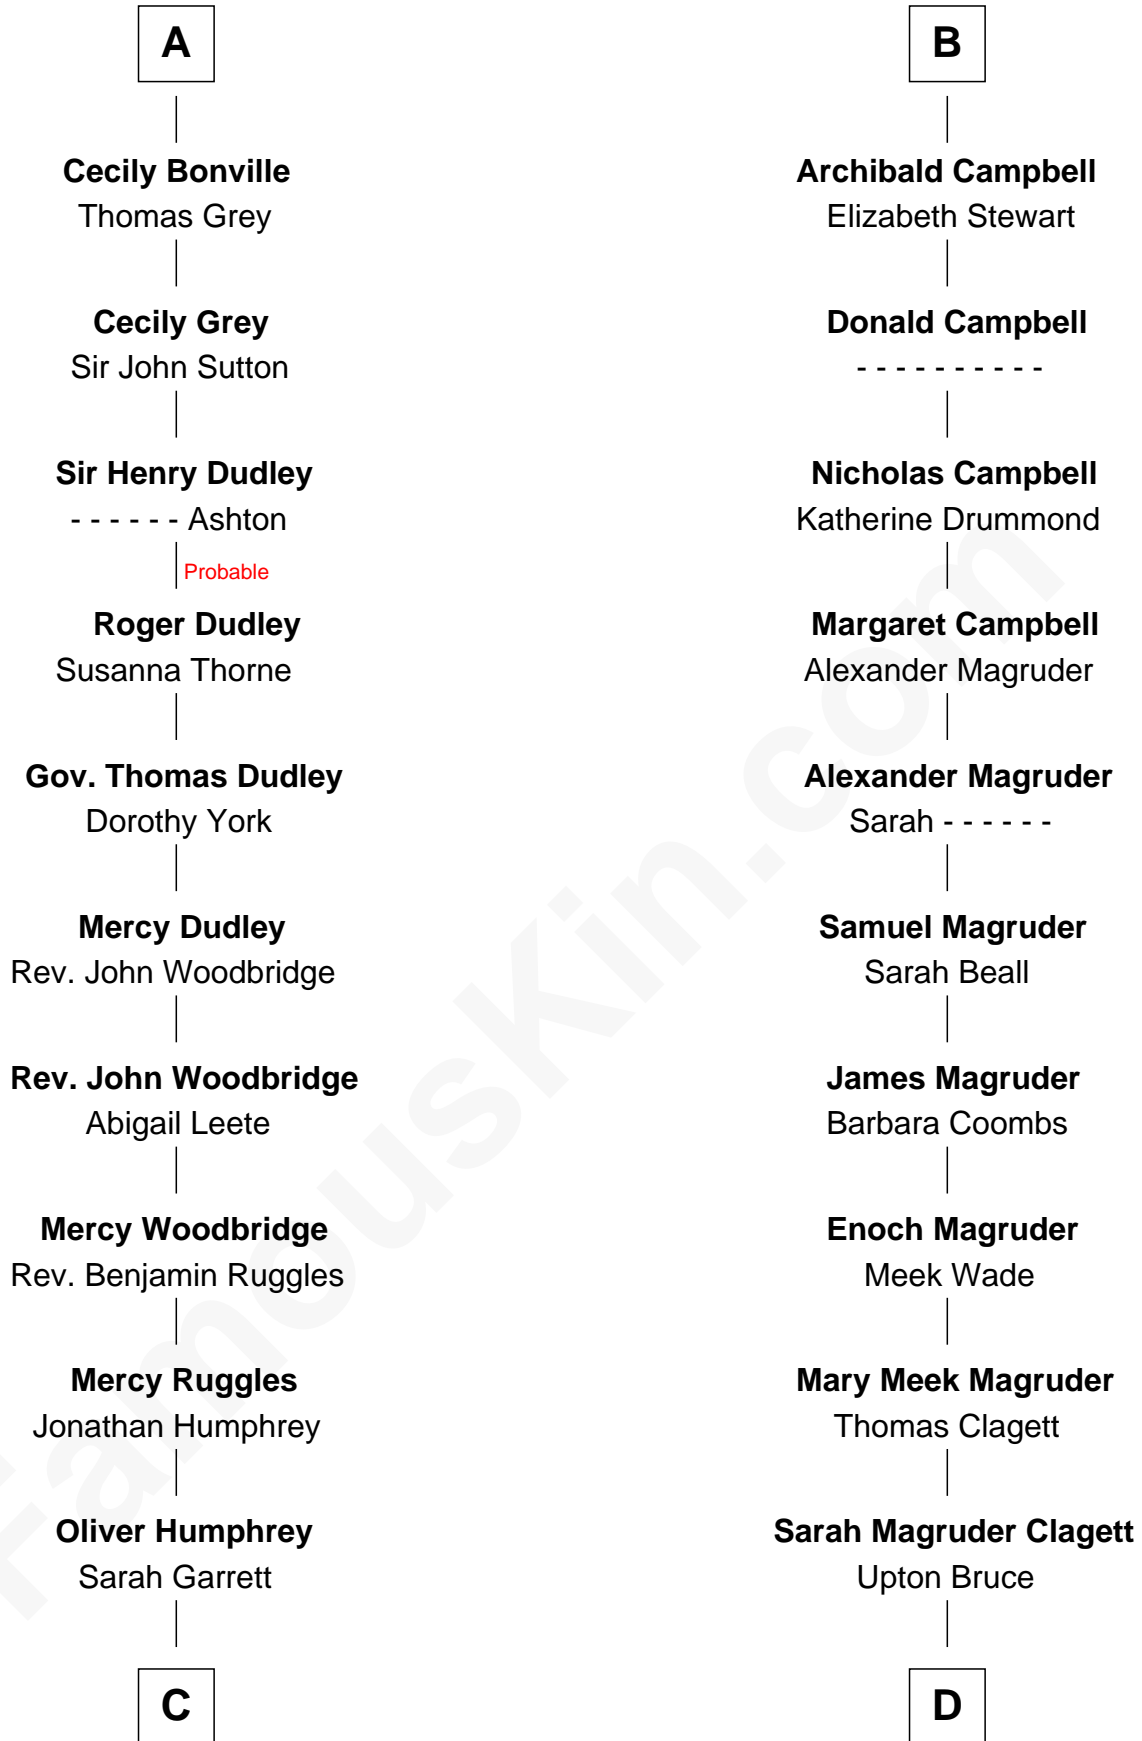 A
Cecily Bonville
Thomas Grey
Cecily Grey
Sir John Sutton
Sir Henry Dudley
- - - - - - Ashton
Probable
Roger Dudley
Susanna Thorne
Gov. Thomas Dudley
Dorothy York
Mercy Dudley
Rev. John Woodbridge
Rev. John Woodbridge
Abigail Leete
Mercy Woodbridge
Rev. Benjamin Ruggles
Mercy Ruggles
Jonathan Humphrey
Oliver Humphrey
Sarah Garrett
C
B
Archibald Campbell
Elizabeth Stewart
Donald Campbell
- - - - - - - - - -
Nicholas Campbell
Katherine Drummond
Margaret Campbell
Alexander Magruder
Alexander Magruder
Sarah - - - - - -
Samuel Magruder
Sarah Beall
James Magruder
Barbara Coombs
Enoch Magruder
Meek Wade
Mary Meek Magruder
Thomas Clagett
Sarah Magruder Clagett
Upton Bruce
D
FamousKin.com